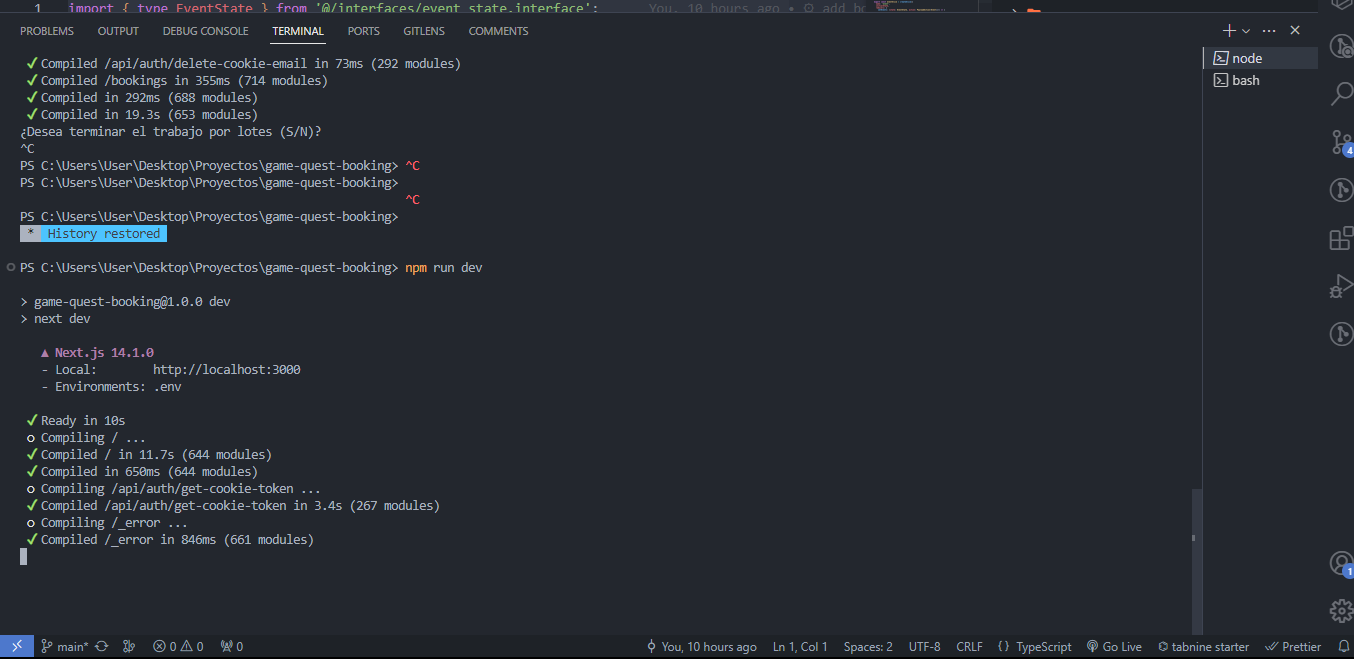 1 import { type EventState } from '@/interfaces/event state.interface'; You, 10 hours ago •
PROBLEMS OUTPUT DEBUG CONSOLE TERMINAL PORTS GITLENS COMMENTS
✓ Compiled /api/auth/delete-cookie-email in 73ms (292 modules)
✓ Compiled /bookings in 355ms (714 modules)
✓ Compiled in 292ms (688 modules)
✓ Compiled in 19.3s (653 modules)
¿Desea terminar el trabajo por lotes (S/N)?
^C
PS C:\Users\User\Desktop\Proyectos\game-quest-booking> ^C
PS C:\Users\User\Desktop\Proyectos\game-quest-booking>
^C
PS C:\Users\User\Desktop\Proyectos\game-quest-booking>
* History restored
PS C:\Users\User\Desktop\Proyectos\game-quest-booking> npm run dev
> game-quest-booking@1.0.0 dev
> next dev
▲ Next.js 14.1.0
- Local: http://localhost:3000
- Environments: .env
✓ Ready in 10s
○ Compiling / ...
✓ Compiled / in 11.7s (644 modules)
✓ Compiled in 650ms (644 modules)
○ Compiling /api/auth/get-cookie-token ...
✓ Compiled /api/auth/get-cookie-token in 3.4s (267 modules)
○ Compiling /_error ...
✓ Compiled /_error in 846ms (661 modules)
node
bash
4
1
main* 0 0 0 You, 10 hours ago Ln 1, Col 1 Spaces: 2 UTF-8 CRLF {} TypeScript Go Live tabnine starter Prettier